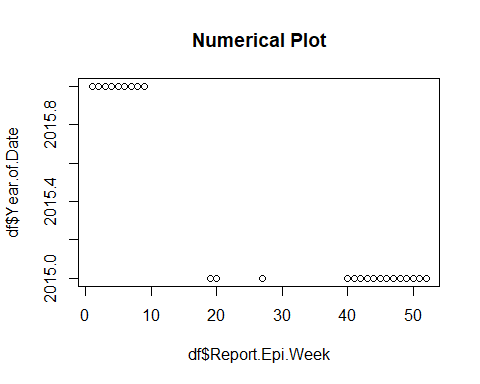 Numerical Plot
df$Year.of.Date
2015.8
2015.4
2015.0
0 10 20 30 40 50
df$Report.Epi.Week